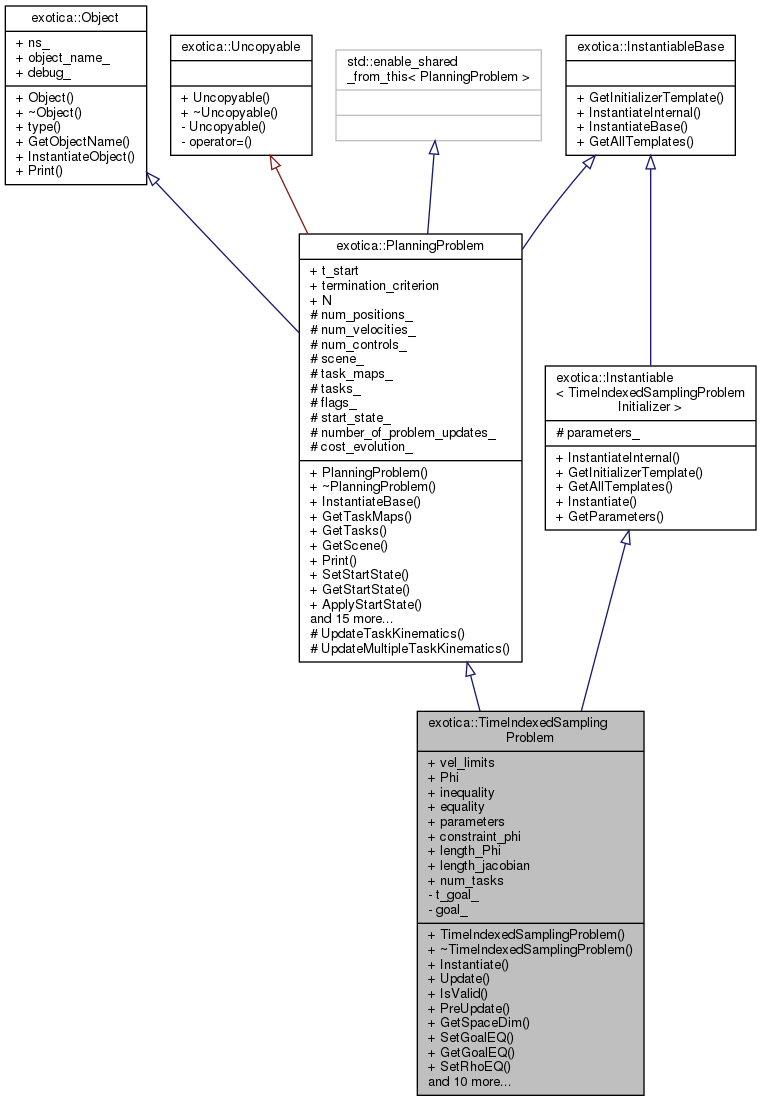 exotica::Object
+ ns_
+ object_name_
+ debug_
+ Object()
+ ~Object()
+ type()
+ GetObjectName()
+ InstantiateObject()
+ Print()
exotica::Uncopyable
+ Uncopyable()
+ ~Uncopyable()
- Uncopyable()
- operator=()
std::enable_shared
_from_this< PlanningProblem >
exotica::InstantiableBase
+ GetInitializerTemplate()
+ InstantiateInternal()
+ InstantiateBase()
+ GetAllTemplates()
exotica::PlanningProblem
+ t_start
+ termination_criterion
+ N
# num_positions_
# num_velocities_
# num_controls_
# scene_
# task_maps_
# tasks_
# flags_
# start_state_
# number_of_problem_updates_
# cost_evolution_
+ PlanningProblem()
+ ~PlanningProblem()
+ InstantiateBase()
+ GetTaskMaps()
+ GetTasks()
+ GetScene()
+ Print()
+ SetStartState()
+ GetStartState()
+ ApplyStartState()
and 15 more...
# UpdateTaskKinematics()
# UpdateMultipleTaskKinematics()
exotica::Instantiable
< TimeIndexedSamplingProblem
Initializer >
# parameters_
+ InstantiateInternal()
+ GetInitializerTemplate()
+ GetAllTemplates()
+ Instantiate()
+ GetParameters()
exotica::TimeIndexedSampling
Problem
+ vel_limits
+ Phi
+ inequality
+ equality
+ parameters
+ constraint_phi
+ length_Phi
+ length_jacobian
+ num_tasks
- t_goal_
- goal_
+ TimeIndexedSamplingProblem()
+ ~TimeIndexedSamplingProblem()
+ Instantiate()
+ Update()
+ IsValid()
+ PreUpdate()
+ GetSpaceDim()
+ SetGoalEQ()
+ GetGoalEQ()
+ SetRhoEQ()
and 10 more...